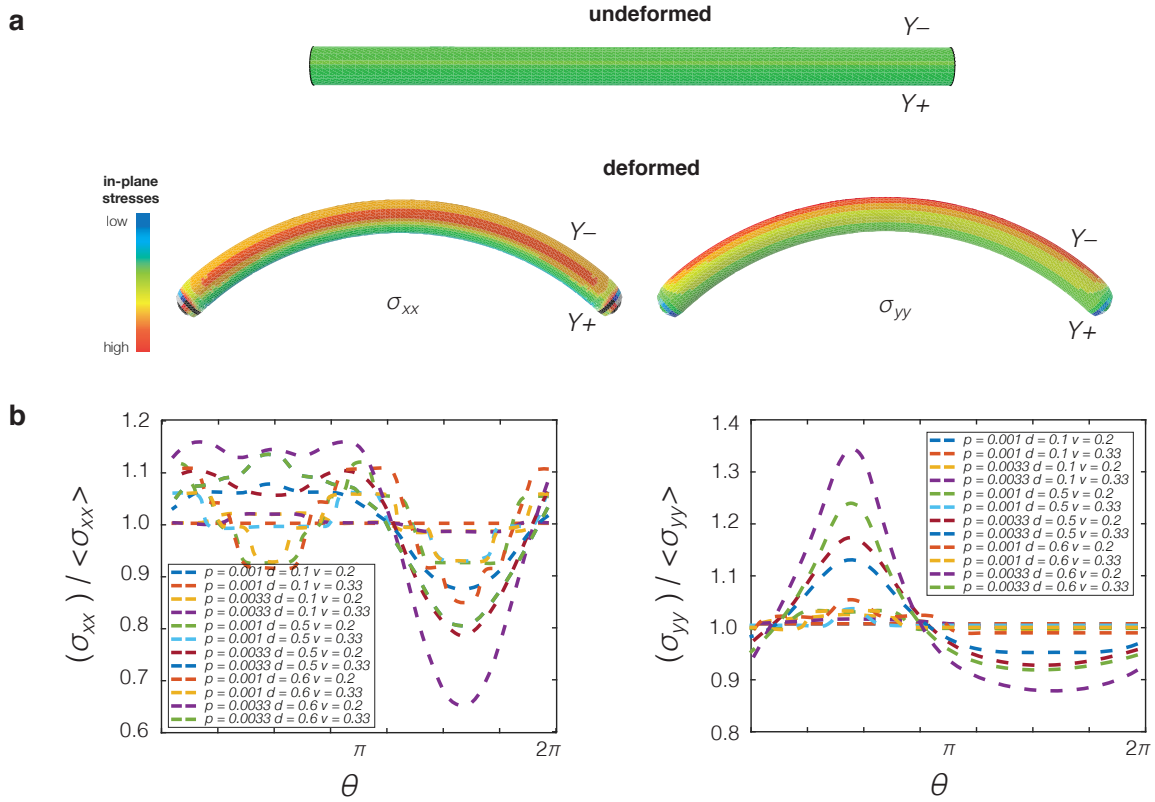 a
undeformed
Y−
Y+
deformed
in-plane
stresses
low
high
Y−
σxx
Y+
Y−
σyy
Y+
b
(σxx ) / <σxx>
1.2
1.1
1.0
0.9
0.8
0.7
0.6
p = 0.001 d = 0.1 v = 0.2
p = 0.001 d = 0.1 v = 0.33
p = 0.0033 d = 0.1 v = 0.2
p = 0.0033 d = 0.1 v = 0.33
p = 0.001 d = 0.5 v = 0.2
p = 0.001 d = 0.5 v = 0.33
p = 0.0033 d = 0.5 v = 0.2
p = 0.0033 d = 0.5 v = 0.33
p = 0.001 d = 0.6 v = 0.2
p = 0.001 d = 0.6 v = 0.33
p = 0.0033 d = 0.6 v = 0.2
p = 0.0033 d = 0.6 v = 0.33
π
2π
θ
(σyy ) / <σyy>
1.4
1.3
1.2
1.1
1.0
0.9
0.8
p = 0.001 d = 0.1 v = 0.2
p = 0.001 d = 0.1 v = 0.33
p = 0.0033 d = 0.1 v = 0.2
p = 0.0033 d = 0.1 v = 0.33
p = 0.001 d = 0.5 v = 0.2
p = 0.001 d = 0.5 v = 0.33
p = 0.0033 d = 0.5 v = 0.2
p = 0.0033 d = 0.5 v = 0.33
p = 0.001 d = 0.6 v = 0.2
p = 0.001 d = 0.6 v = 0.33
p = 0.0033 d = 0.6 v = 0.2
p = 0.0033 d = 0.6 v = 0.33
π
2π
θ